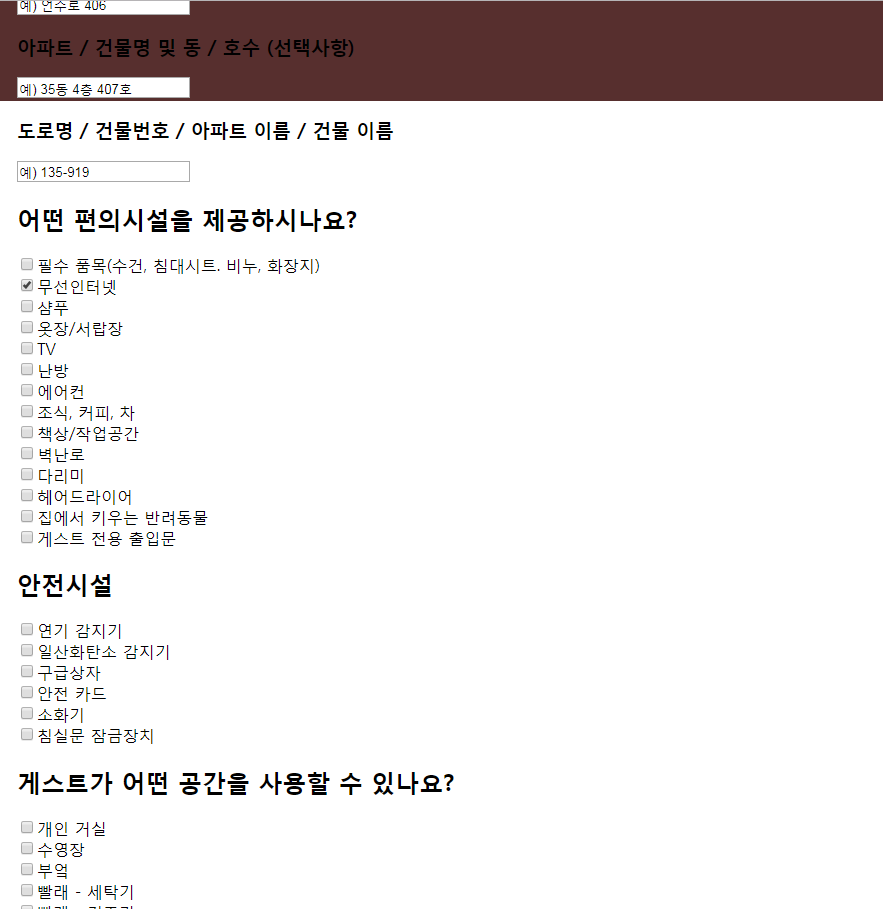 예) 언주로 406
아파트 / 건물명 및 동 / 호수 (선택사항)
예) 35동 4층 407호
도로명 / 건물번호 / 아파트 이름 / 건물 이름
예) 135-919
어떤 편의시설을 제공하시나요?
필수 품목(수건, 침대시트. 비누, 화장지)
무선인터넷
샴푸
옷장/서랍장
TV
난방
에어컨
조식, 커피, 차
책상/작업공간
벽난로
다리미
헤어드라이어
집에서 키우는 반려동물
게스트 전용 출입문
안전시설
연기 감지기
일산화탄소 감지기
구급상자
안전 카드
소화기
침실문 잠금장치
게스트가 어떤 공간을 사용할 수 있나요?
개인 거실
수영장
부엌
빨래 - 세탁기